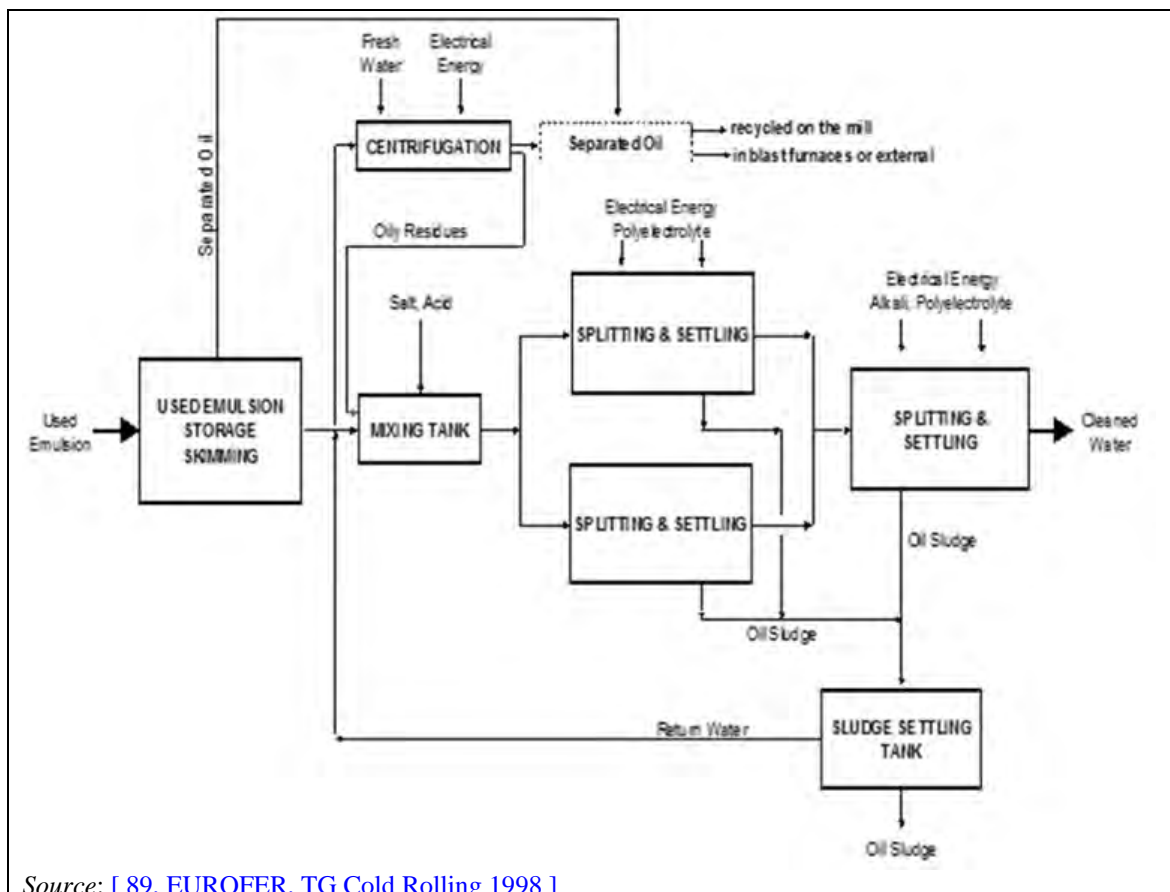 Fresh
Water
Electrical
Energy
Separated Oil
CENTRIFUGATION
Separated Oil
recycled on the mill
in blast furnaces or external
Oily Residues
Electrical Energy
Polyelectrolyte
Salt, Acid
SPLITTING & SETTLING
Electrical Energy
Alkali, Polyelectrolyte
Used
Emulsion
USED EMULSION
STORAGE
SKIMMING
MIXING TANK
SPLITTING &
SETTLING
Cleaned
Water
SPLITTING & SETTLING
Oil Sludge
Oil Sludge
Return Water
SLUDGE SETTLING
TANK
Oil Sludge
Source: [ 89, EUROFER, TG Cold Rolling 1998 ]